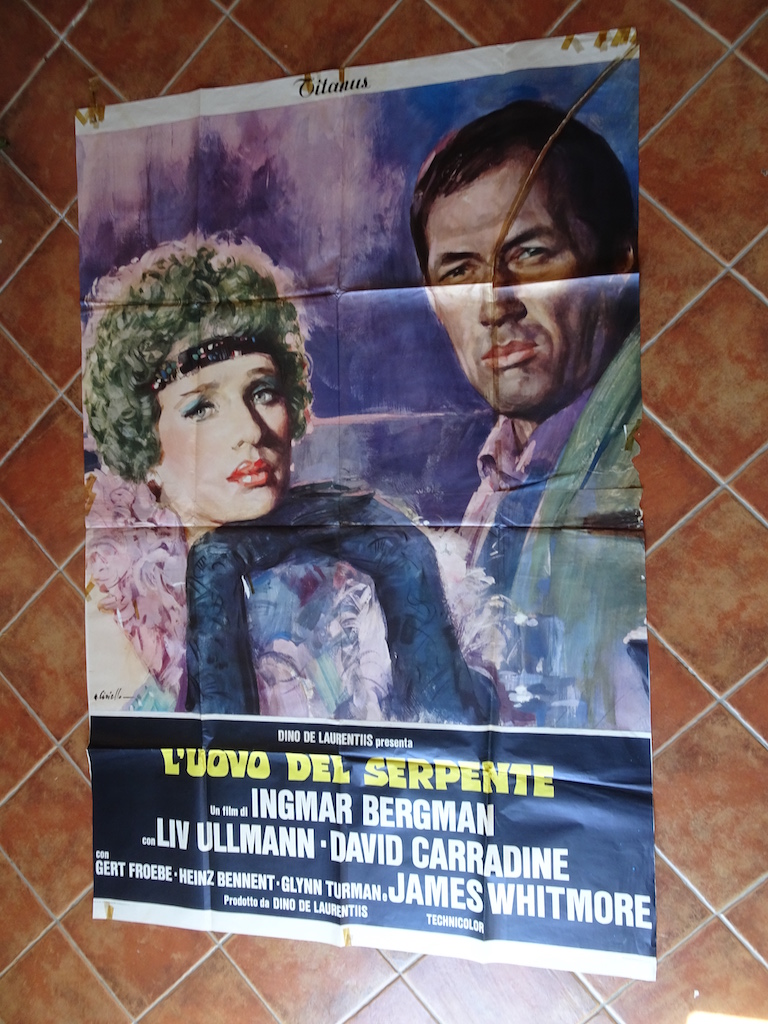 Titanus
DINO DE LAURENTIIS presenta
L'UOVO DEL SERPENTE
Un film di INGMAR BERGMAN
con LIV ULLMANN · DAVID CARRADINE
con GERT FROEBE · HEINZ BENNENT · GLYNN TURMAN. JAMES WHITMORE
Prodotto da DINO DE LAURENTIIS
TECHNICOLOR